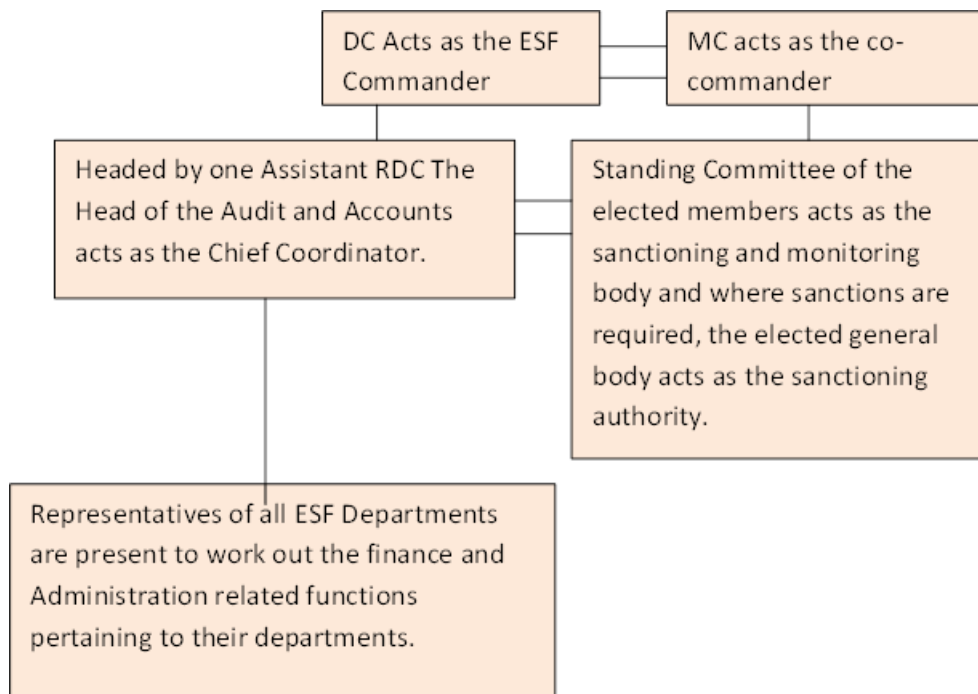 DC Acts as the ESF
Commander
MC acts as the co-
commander
Headed by one Assistant RDC The
Head of the Audit and Accounts
acts as the Chief Coordinator.
Standing Committee of the
elected members acts as the
sanctioning and monitoring
body and where sanctions are
required, the elected general
body acts as the sanctioning
authority.
Representatives of all ESF Departments
are present to work out the finance and
Administration related functions
pertaining to their departments.